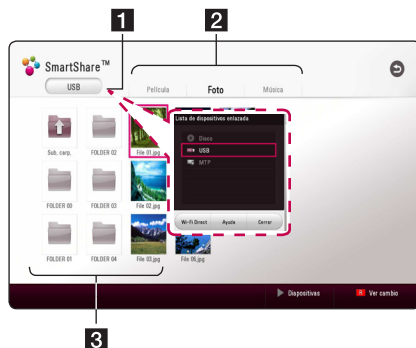 1
2
SmartShare™
USB
Película
Foto
Música
Lista de dispositivos enlazada
Disco
USB
MTP
Wi-Fi Direct
Ayuda
Cerrar
Sub. carp.
FOLDER 02
File 01.jpg
FOLDER 00
FOLDER 03
File 02.jpg
FOLDER 01
FOLDER 04
File 03.jpg
File 08.jpg
Diapositivas
R Ver cambio
3